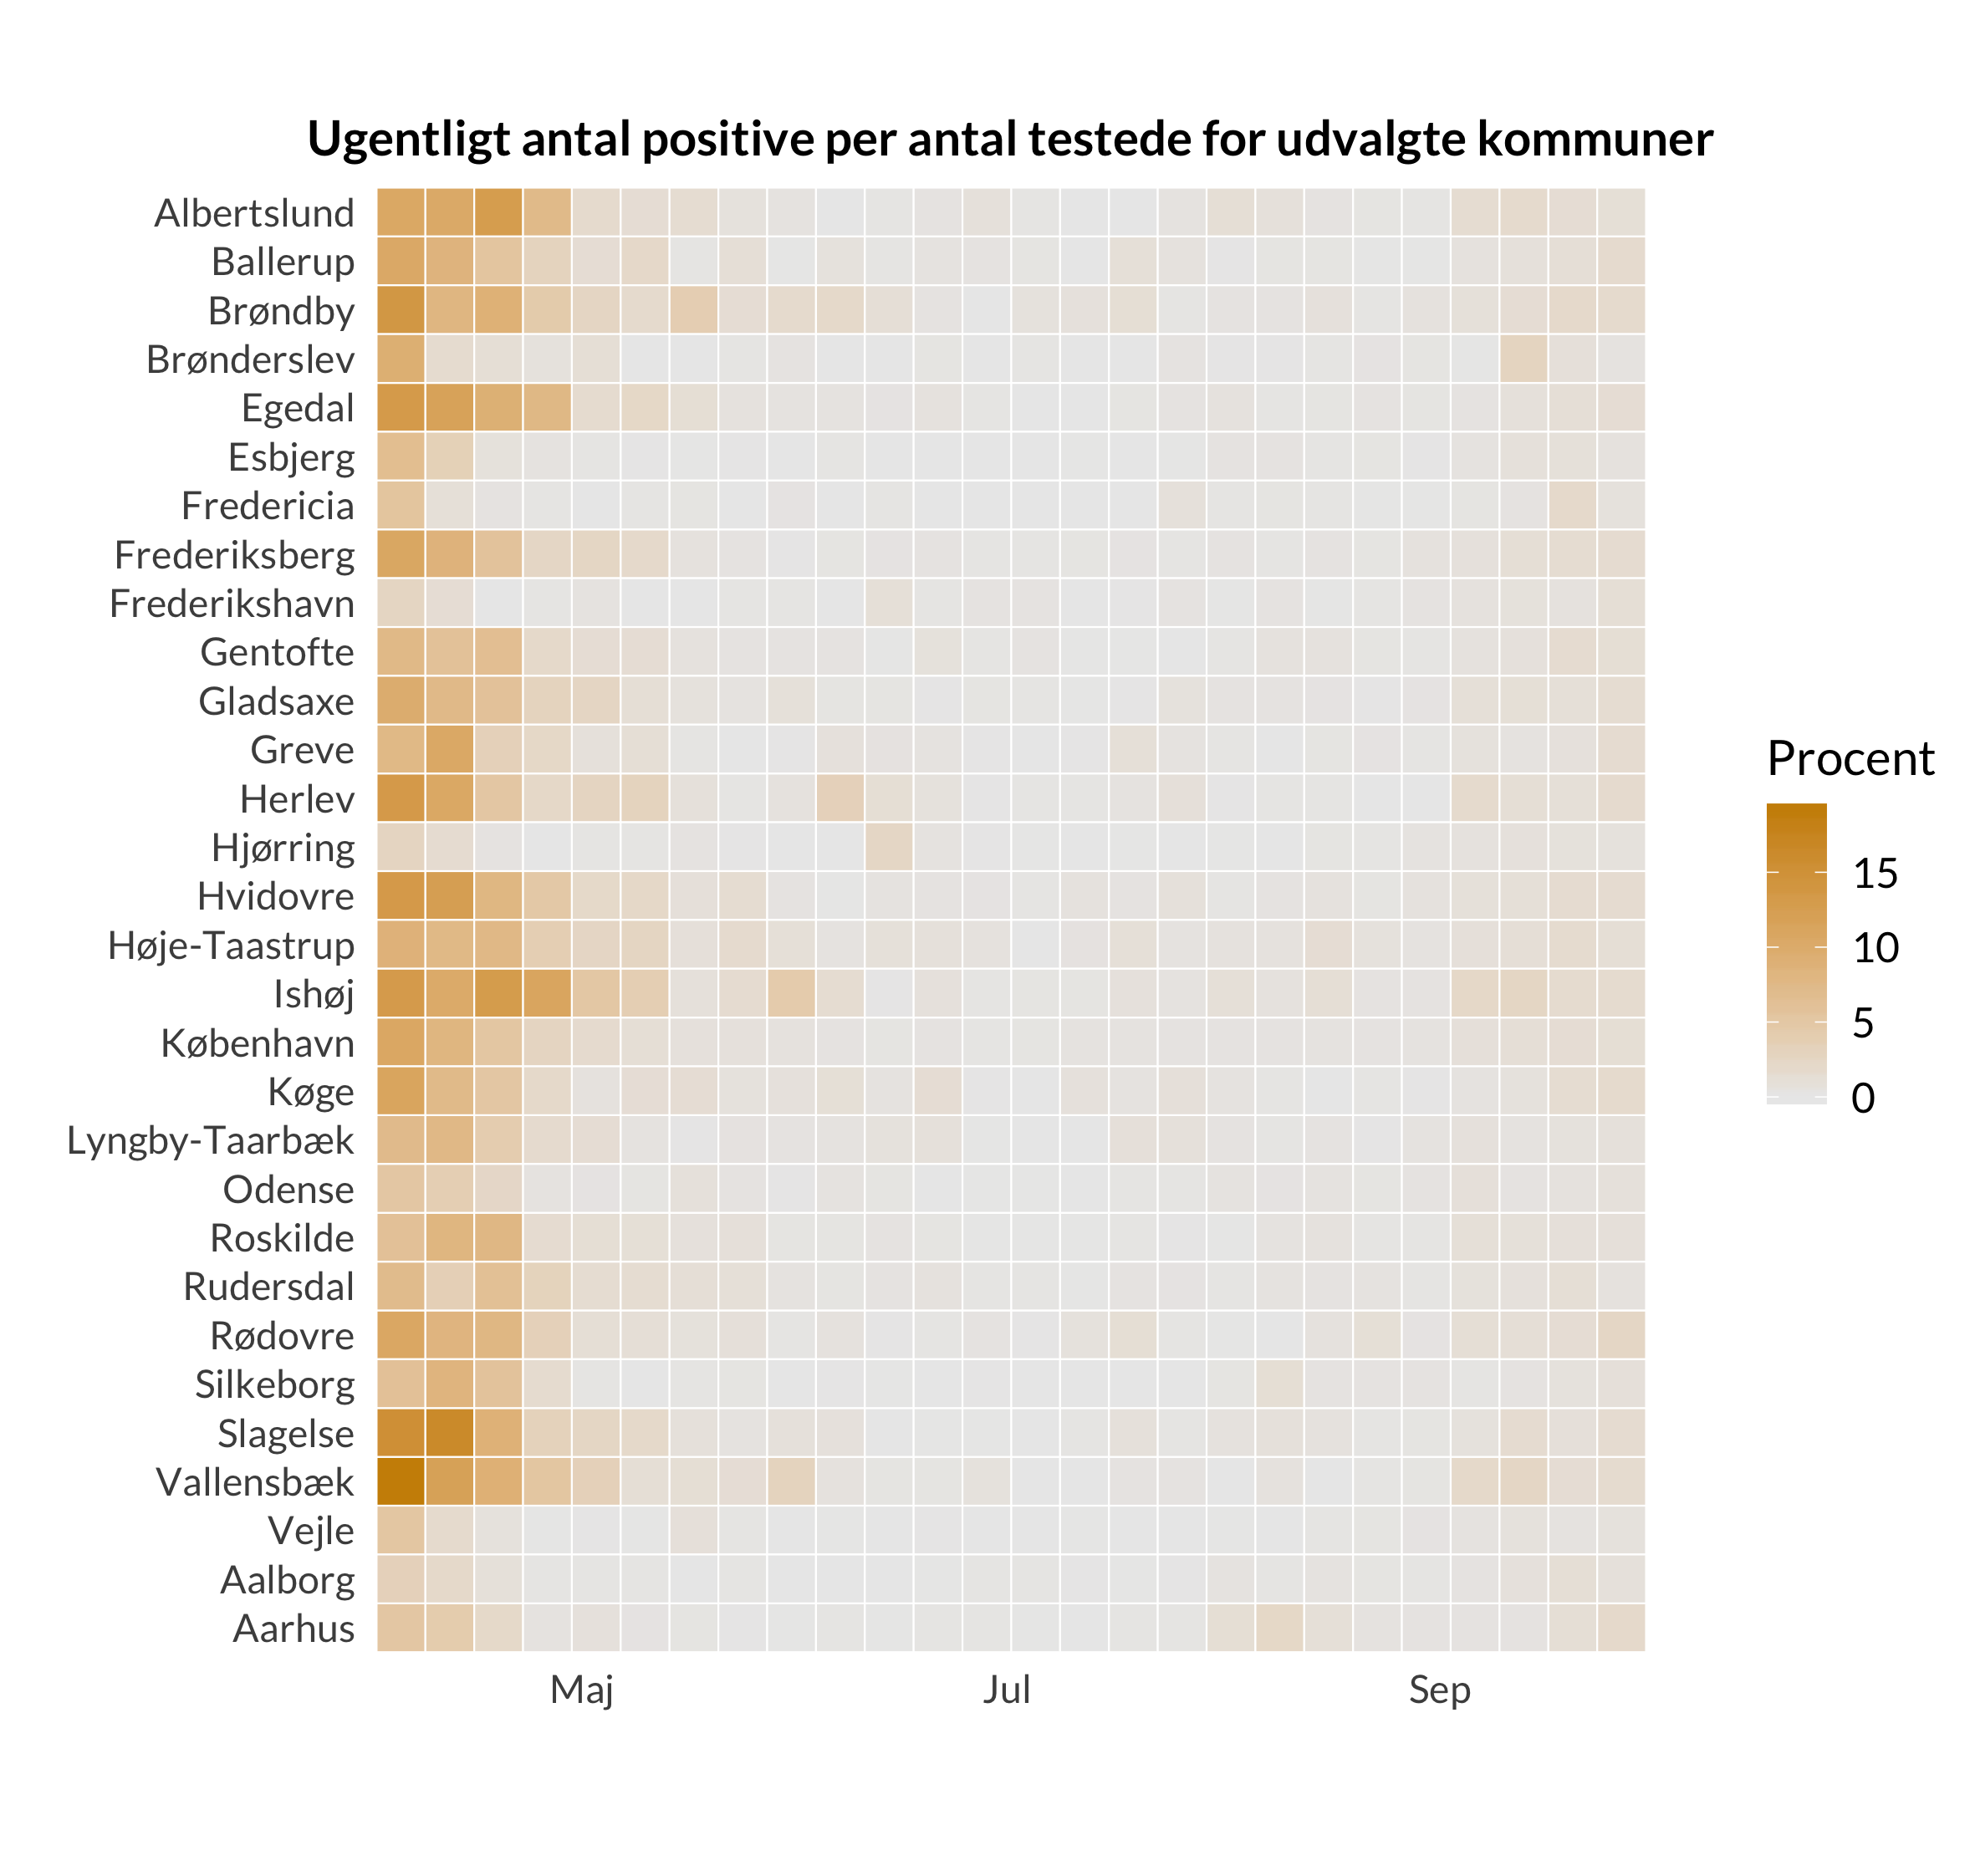 Ugentligt antal positive per antal testede for udvalgte kommuner
Albertslund
Ballerup
Brøndby
Brønderslev
Egedal
Esbjerg
Fredericia
Frederiksberg
Frederikshavn
Gentofte
Gladsaxe
Greve
Herlev
Hjørring
Hvidovre
Høje-Taastrup
Ishøj
København
Køge
Lyngby-Taarbæk
Odense
Roskilde
Rudersdal
Rødovre
Silkeborg
Slagelse
Vallensbæk
Vejle
Aalborg
Aarhus
Maj Jul Sep
Procent
15
10
5
0